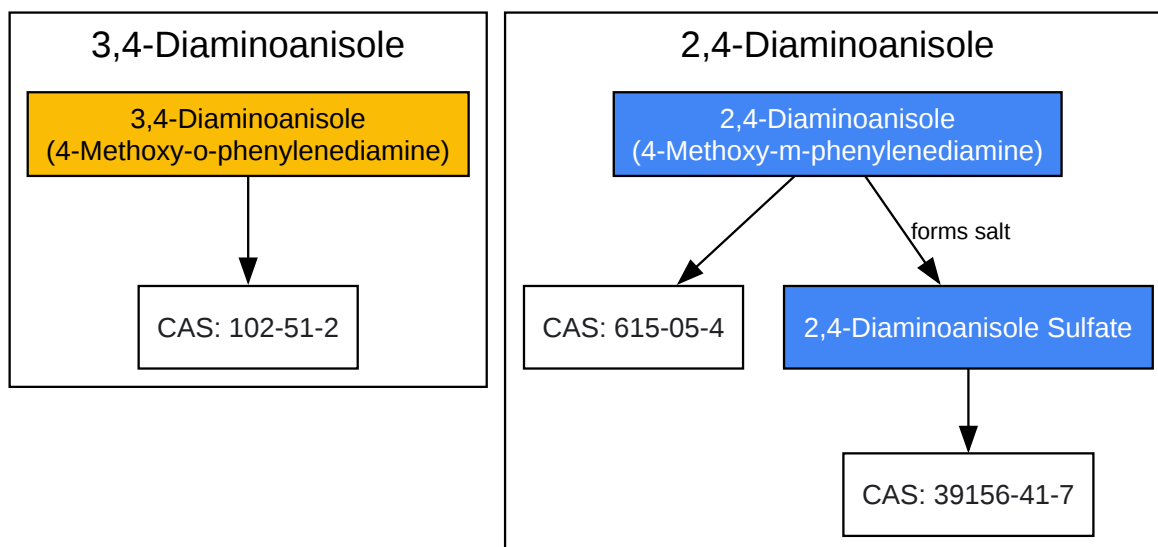 3,4-Diaminoanisole
3,4-Diaminoanisole
(4-Methoxy-o-phenylenediamine)
CAS: 102-51-2
2,4-Diaminoanisole
2,4-Diaminoanisole
(4-Methoxy-m-phenylenediamine)
forms salt
CAS: 615-05-4
2,4-Diaminoanisole Sulfate
CAS: 39156-41-7